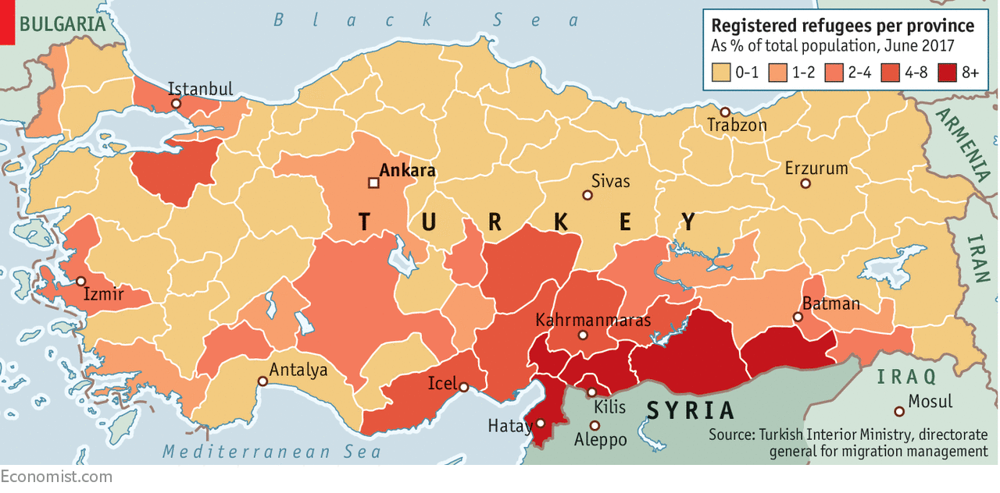 BULGARIA
Black Sea
Registered refugees per province
As % of total population, June 2017
0-1 1-2 2-4 4-8 8+
Istanbul
Trabzon
ARMENIA
Ankara
Sivas
Erzurum
TURKEY
IRAN
Izmir
Batman
Kahrmanmaras
Antalya
Icel
IRAQ
Kilis
SYRIA
Mosul
Hatay
Aleppo
Mediterranean Sea
Source: Turkish Interior Ministry, directorate
general for migration management
Economist.com